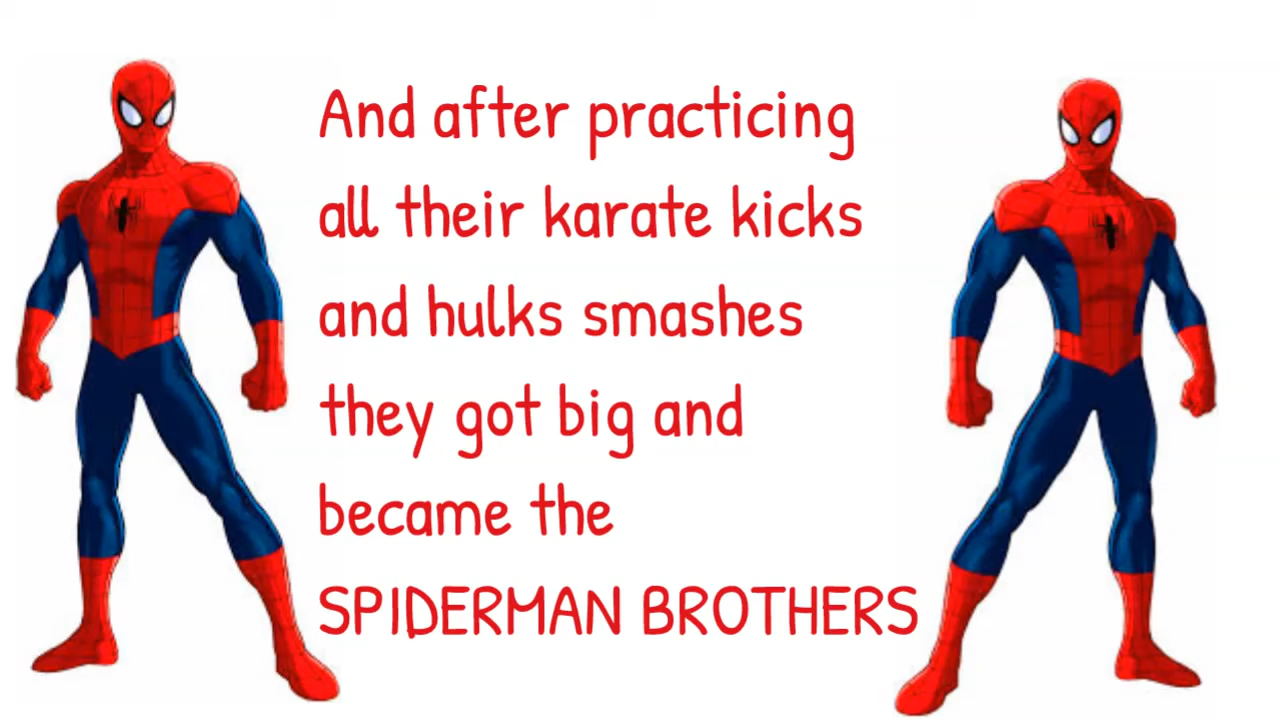 And after practicing
all their karate kicks
and hulks smashes
they got big and
became the
SPIDERMAN BROTHERS